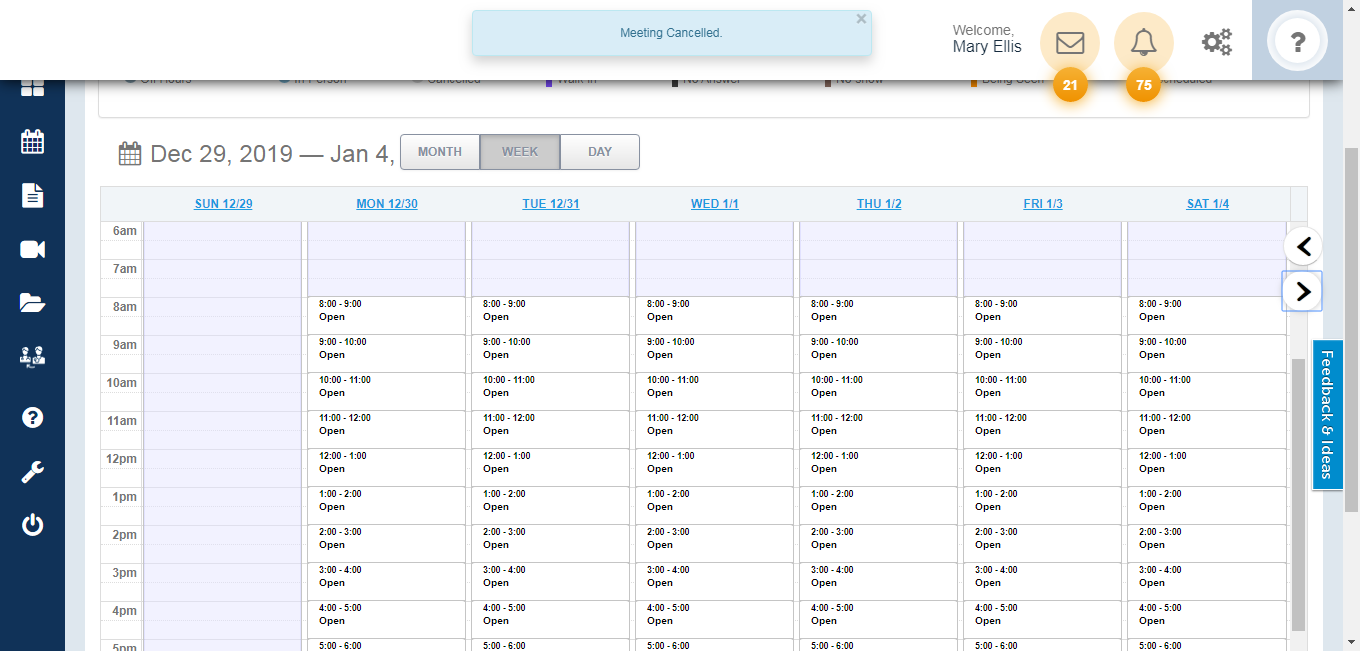 Meeting Cancelled.
×
Welcome,
Mary Ellis
?
21
75
Off Hours In Person Cancelled Walk In No Answer No Show Being Seen
Dec 29, 2019 — Jan 4,
MONTH WEEK DAY
SUN 12/29 MON 12/30 TUE 12/31 WED 1/1 THU 1/2 FRI 1/3 SAT 1/4
6am
7am
8am 8:00 - 9:00 8:00 - 9:00 8:00 - 9:00 8:00 - 9:00 8:00 - 9:00 8:00 - 9:00
Open Open Open Open Open Open
9am 9:00 - 10:00 9:00 - 10:00 9:00 - 10:00 9:00 - 10:00 9:00 - 10:00 9:00 - 10:00
Open Open Open Open Open Open
10am 10:00 - 11:00 10:00 - 11:00 10:00 - 11:00 10:00 - 11:00 10:00 - 11:00 10:00 - 11:00
Open Open Open Open Open Open
11am 11:00 - 12:00 11:00 - 12:00 11:00 - 12:00 11:00 - 12:00 11:00 - 12:00 11:00 - 12:00
Open Open Open Open Open Open
12pm 12:00 - 1:00 12:00 - 1:00 12:00 - 1:00 12:00 - 1:00 12:00 - 1:00 12:00 - 1:00
Open Open Open Open Open Open
1pm 1:00 - 2:00 1:00 - 2:00 1:00 - 2:00 1:00 - 2:00 1:00 - 2:00 1:00 - 2:00
Open Open Open Open Open Open
2pm 2:00 - 3:00 2:00 - 3:00 2:00 - 3:00 2:00 - 3:00 2:00 - 3:00 2:00 - 3:00
Open Open Open Open Open Open
3pm 3:00 - 4:00 3:00 - 4:00 3:00 - 4:00 3:00 - 4:00 3:00 - 4:00 3:00 - 4:00
Open Open Open Open Open Open
4pm 4:00 - 5:00 4:00 - 5:00 4:00 - 5:00 4:00 - 5:00 4:00 - 5:00 4:00 - 5:00
Open Open Open Open Open Open
5pm 5:00 - 6:00 5:00 - 6:00 5:00 - 6:00 5:00 - 6:00 5:00 - 6:00 5:00 - 6:00
Feedback & Ideas